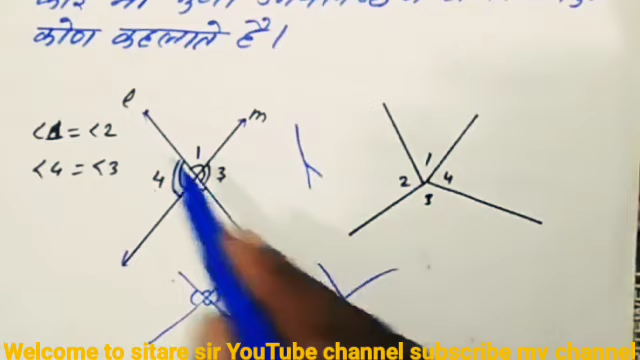 कोण कहलाते है।
l
m
<1 = <2
<4 = <3
1
4 3
1
2 4
3
Welcome to sitare sir YouTube channel subscribe my channel